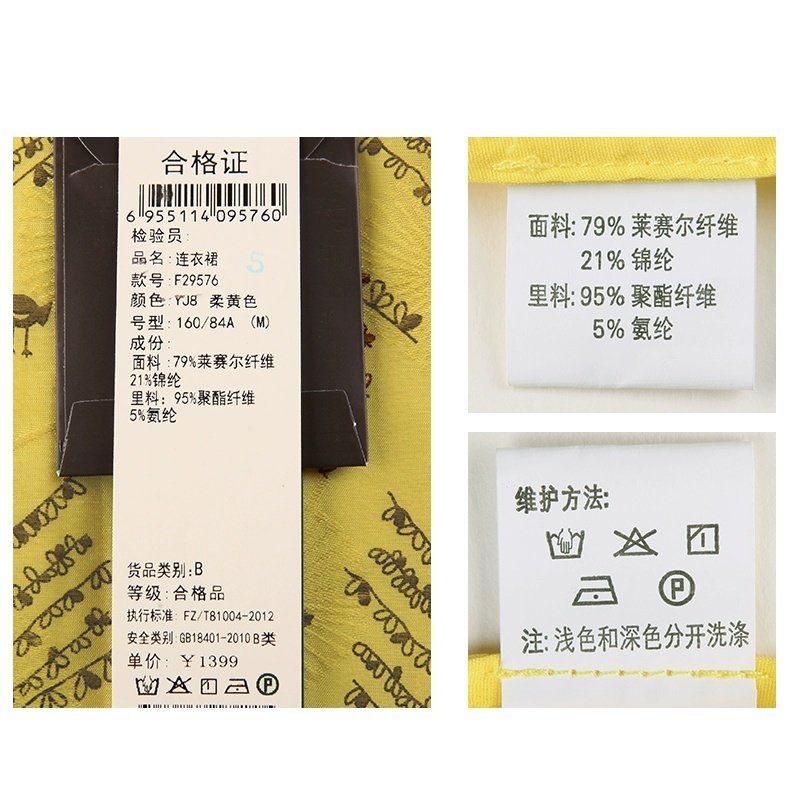 合格证
6 955114 095760
检验员:
品名: 连衣裙
5
款号: F29576
颜色: YJ8 柔黄色
号型: 160/84A (M)
成份:
面料: 79%莱赛尔纤维
21%锦纶
里料: 95%聚酯纤维
5%氨纶
货品类别: B
等级: 合格品
执行标准: FZ/T81004-2012
安全类别: GB18401-2010 B类
单价: ¥1399
P
面料: 79% 莱赛尔纤维
21% 锦纶
里料: 95% 聚酯纤维
5% 氨纶
维护方法:
P
注: 浅色和深色分开洗涤